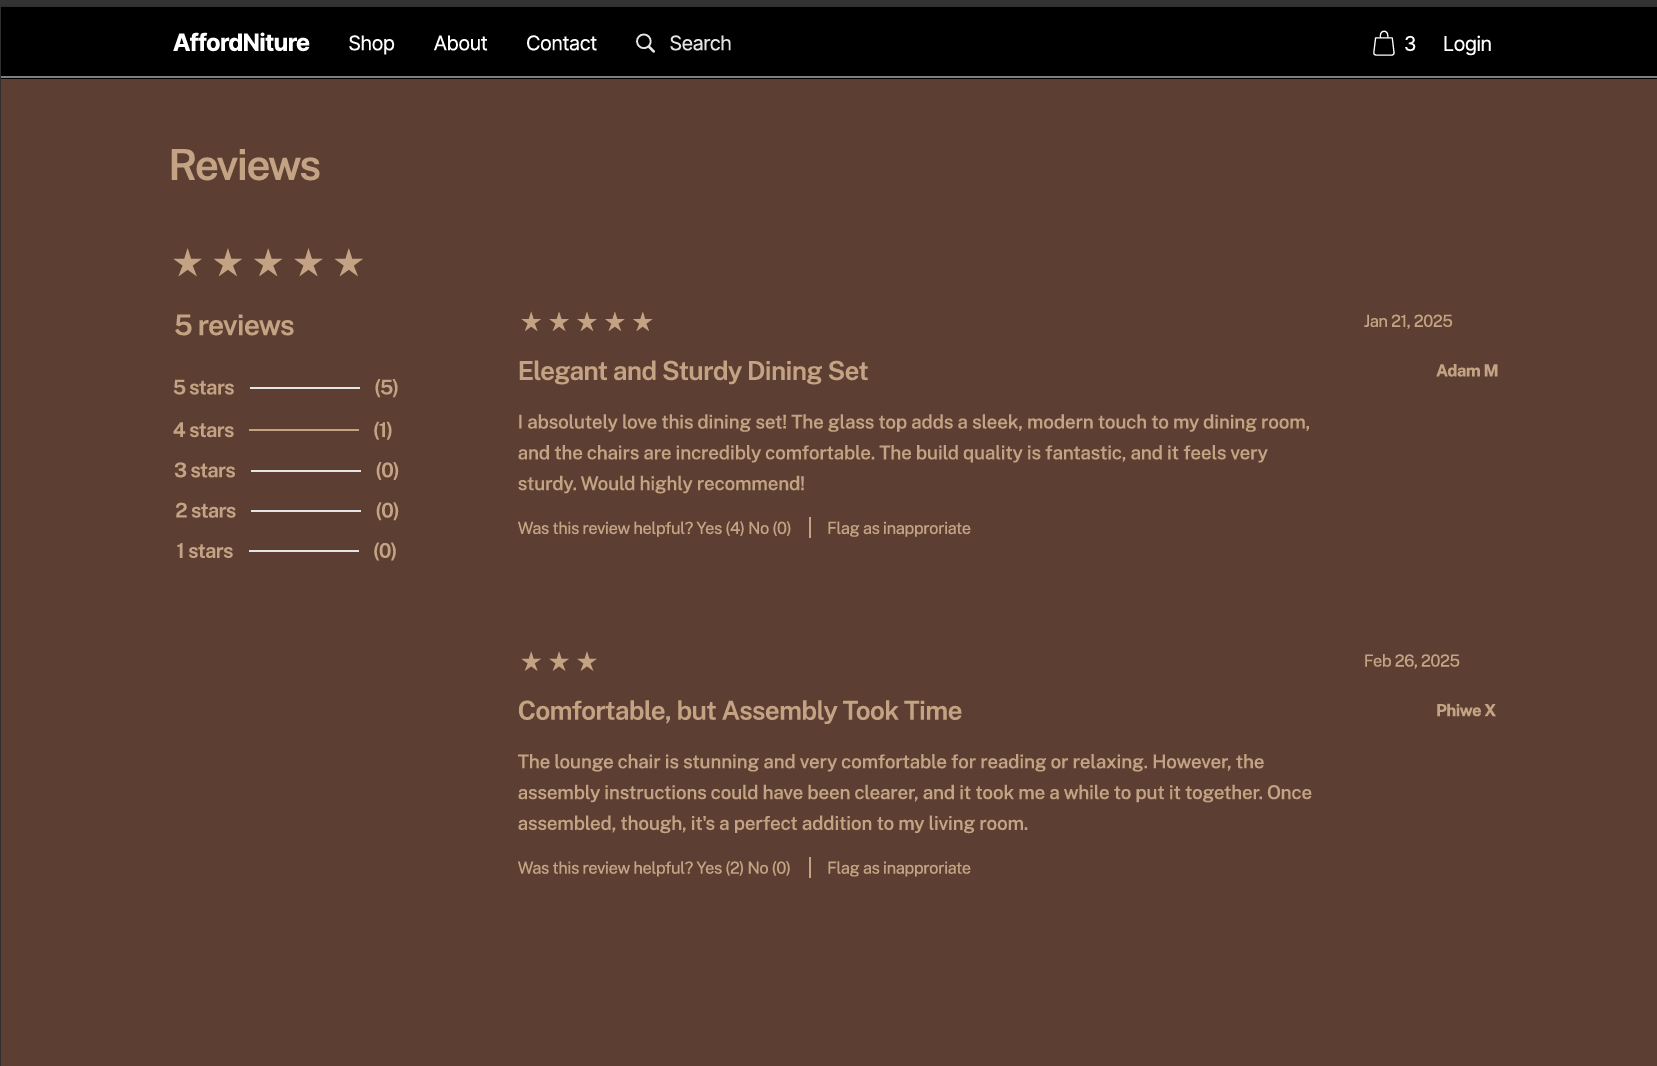 AffordNiture Shop About Contact Search 3 Login
Reviews
5 reviews
5 stars (5)
4 stars (1)
3 stars (0)
2 stars (0)
1 stars (0)
Jan 21, 2025
Elegant and Sturdy Dining Set
Adam M
I absolutely love this dining set! The glass top adds a sleek, modern touch to my dining room,
and the chairs are incredibly comfortable. The build quality is fantastic, and it feels very
sturdy. Would highly recommend!
Was this review helpful? Yes (4) No (0) | Flag as inapproriate
Feb 26, 2025
Comfortable, but Assembly Took Time
Phiwe X
The lounge chair is stunning and very comfortable for reading or relaxing. However, the
assembly instructions could have been clearer, and it took me a while to put it together. Once
assembled, though, it's a perfect addition to my living room.
Was this review helpful? Yes (2) No (0) | Flag as inapproriate